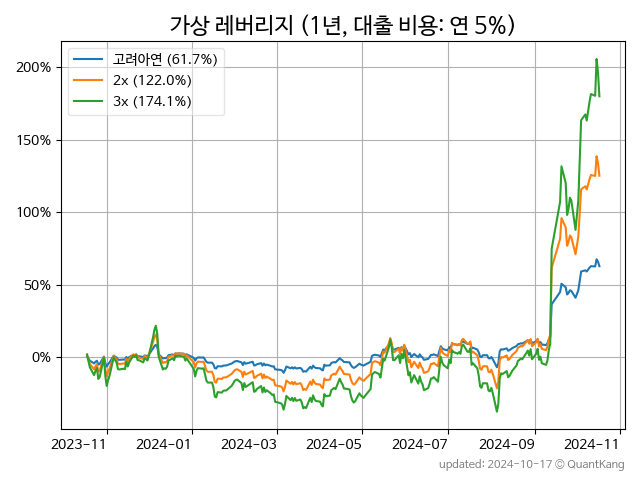 가상 레버리지 (1년, 대출 비용: 연 5%)
고려아연 (61.7%)
2x (122.0%)
3x (174.1%)
200%
150%
100%
50%
0%
2023-11 2024-01 2024-03 2024-05 2024-07 2024-09 2024-11
updated: 2024-10-17 © QuantKang